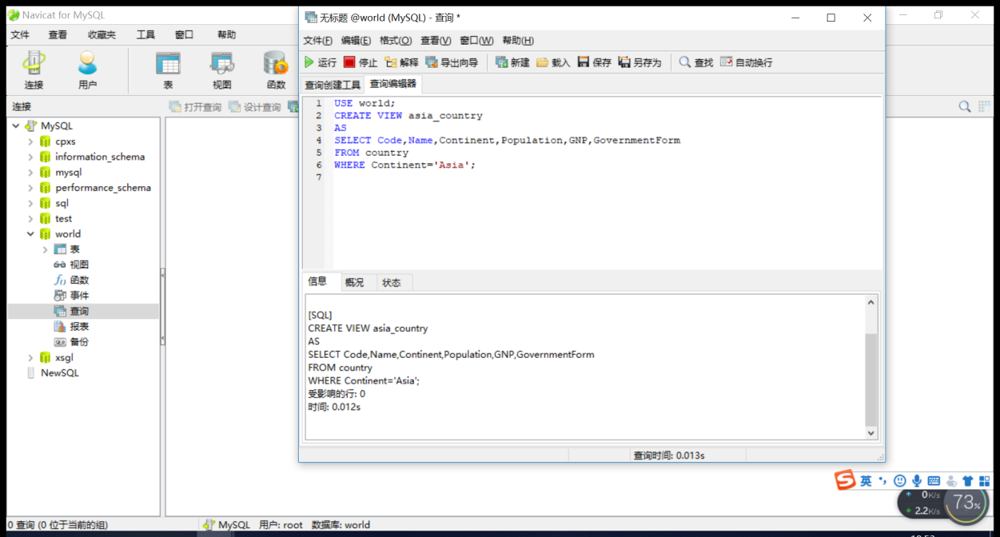 Navicat for MySQL
文件 查看 收藏夹 工具 窗口 帮助
连接 用户 表 视图 函数
连接
打开查询 设计查询
MySQL
cpxs
information_schema
mysql
performance_schema
sql
test
world
表
视图
函数
事件
查询
报表
备份
xsgl
NewSQL
无标题 @world (MySQL) - 查询 *
文件(F) 编辑(E) 格式(O) 查看(V) 窗口(W) 帮助(H)
运行 停止 解释 导出向导 新建 载入 保存 另存为 查找 自动换行
查询创建工具 查询编辑器
1 USE world;
2 CREATE VIEW asia_country
3 AS
4 SELECT Code,Name,Continent,Population,GNP,GovernmentForm
5 FROM country
6 WHERE Continent='Asia';
7
信息 概况 状态
[SQL]
CREATE VIEW asia_country
AS
SELECT Code,Name,Continent,Population,GNP,GovernmentForm
FROM country
WHERE Continent='Asia';
受影响的行: 0
时间: 0.012s
查询时间: 0.013s
英
0K/s
2.2K/s
73%
0 查询 (0 位于当前的组) MySQL 用户: root 数据库: world